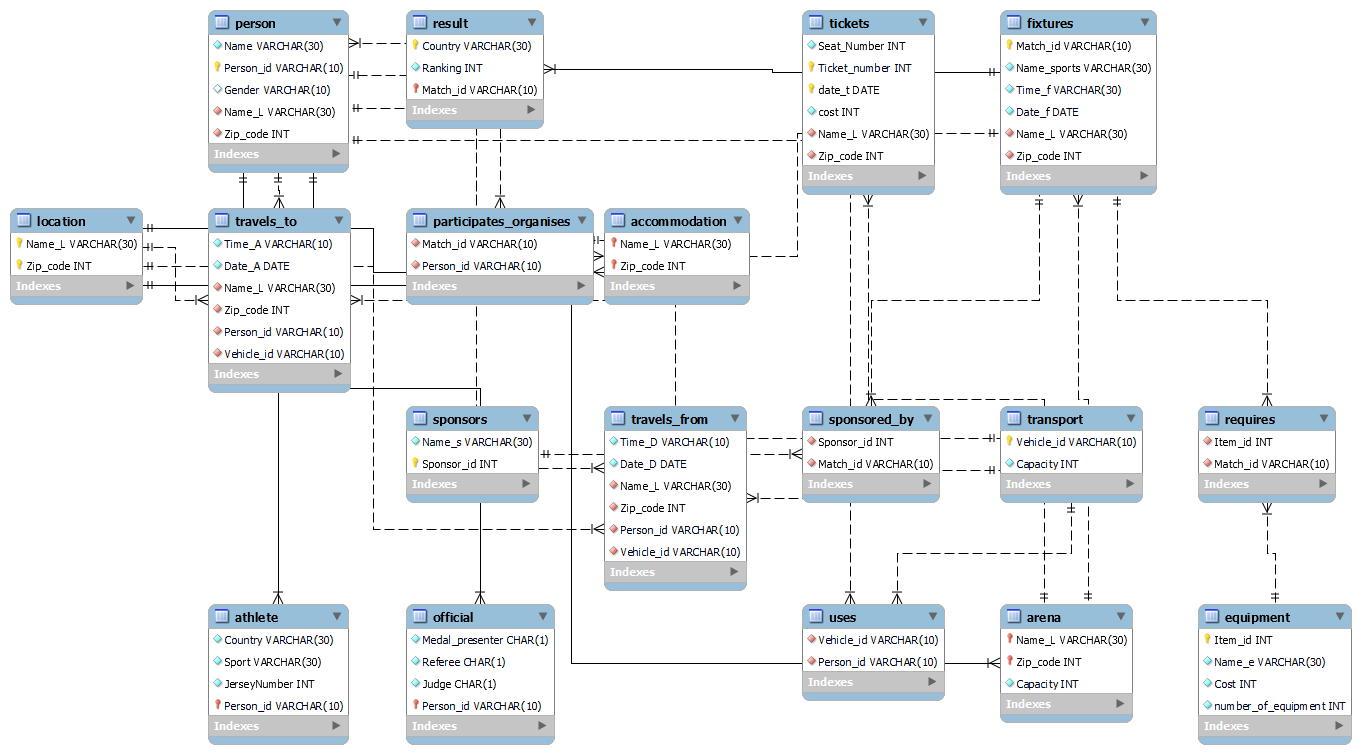 person
Name VARCHAR(30)
Person_id VARCHAR(10)
Gender VARCHAR(10)
Name_L VARCHAR(30)
Zip_code INT
Indexes
result
Country VARCHAR(30)
Ranking INT
Match_id VARCHAR(10)
Indexes
tickets
Seat_Number INT
Ticket_number INT
date_t DATE
cost INT
Name_L VARCHAR(30)
Zip_code INT
Indexes
fixtures
Match_id VARCHAR(10)
Name_sports VARCHAR(30)
Time_f VARCHAR(30)
Date_f DATE
Name_L VARCHAR(30)
Zip_code INT
Indexes
location
Name_L VARCHAR(30)
Zip_code INT
Indexes
travels_to
Time_A VARCHAR(10)
Date_A DATE
Name_L VARCHAR(30)
Zip_code INT
Person_id VARCHAR(10)
Vehicle_id VARCHAR(10)
Indexes
participates_organises
Match_id VARCHAR(10)
Person_id VARCHAR(10)
Indexes
accommodation
Name_L VARCHAR(30)
Zip_code INT
Indexes
sponsors
Name_s VARCHAR(30)
Sponsor_id INT
Indexes
travels_from
Time_D VARCHAR(10)
Date_D DATE
Name_L VARCHAR(30)
Zip_code INT
Person_id VARCHAR(10)
Vehicle_id VARCHAR(10)
Indexes
sponsored_by
Sponsor_id INT
Match_id VARCHAR(10)
Indexes
transport
Vehicle_id VARCHAR(10)
Capacity INT
Indexes
requires
Item_id INT
Match_id VARCHAR(10)
Indexes
athlete
Country VARCHAR(30)
Sport VARCHAR(30)
JerseyNumber INT
Person_id VARCHAR(10)
Indexes
official
Medal_presenter CHAR(1)
Referee CHAR(1)
Judge CHAR(1)
Person_id VARCHAR(10)
Indexes
uses
Vehicle_id VARCHAR(10)
Person_id VARCHAR(10)
Indexes
arena
Name_L VARCHAR(30)
Zip_code INT
Capacity INT
Indexes
equipment
Item_id INT
Name_e VARCHAR(30)
Cost INT
number_of_equipment INT
Indexes